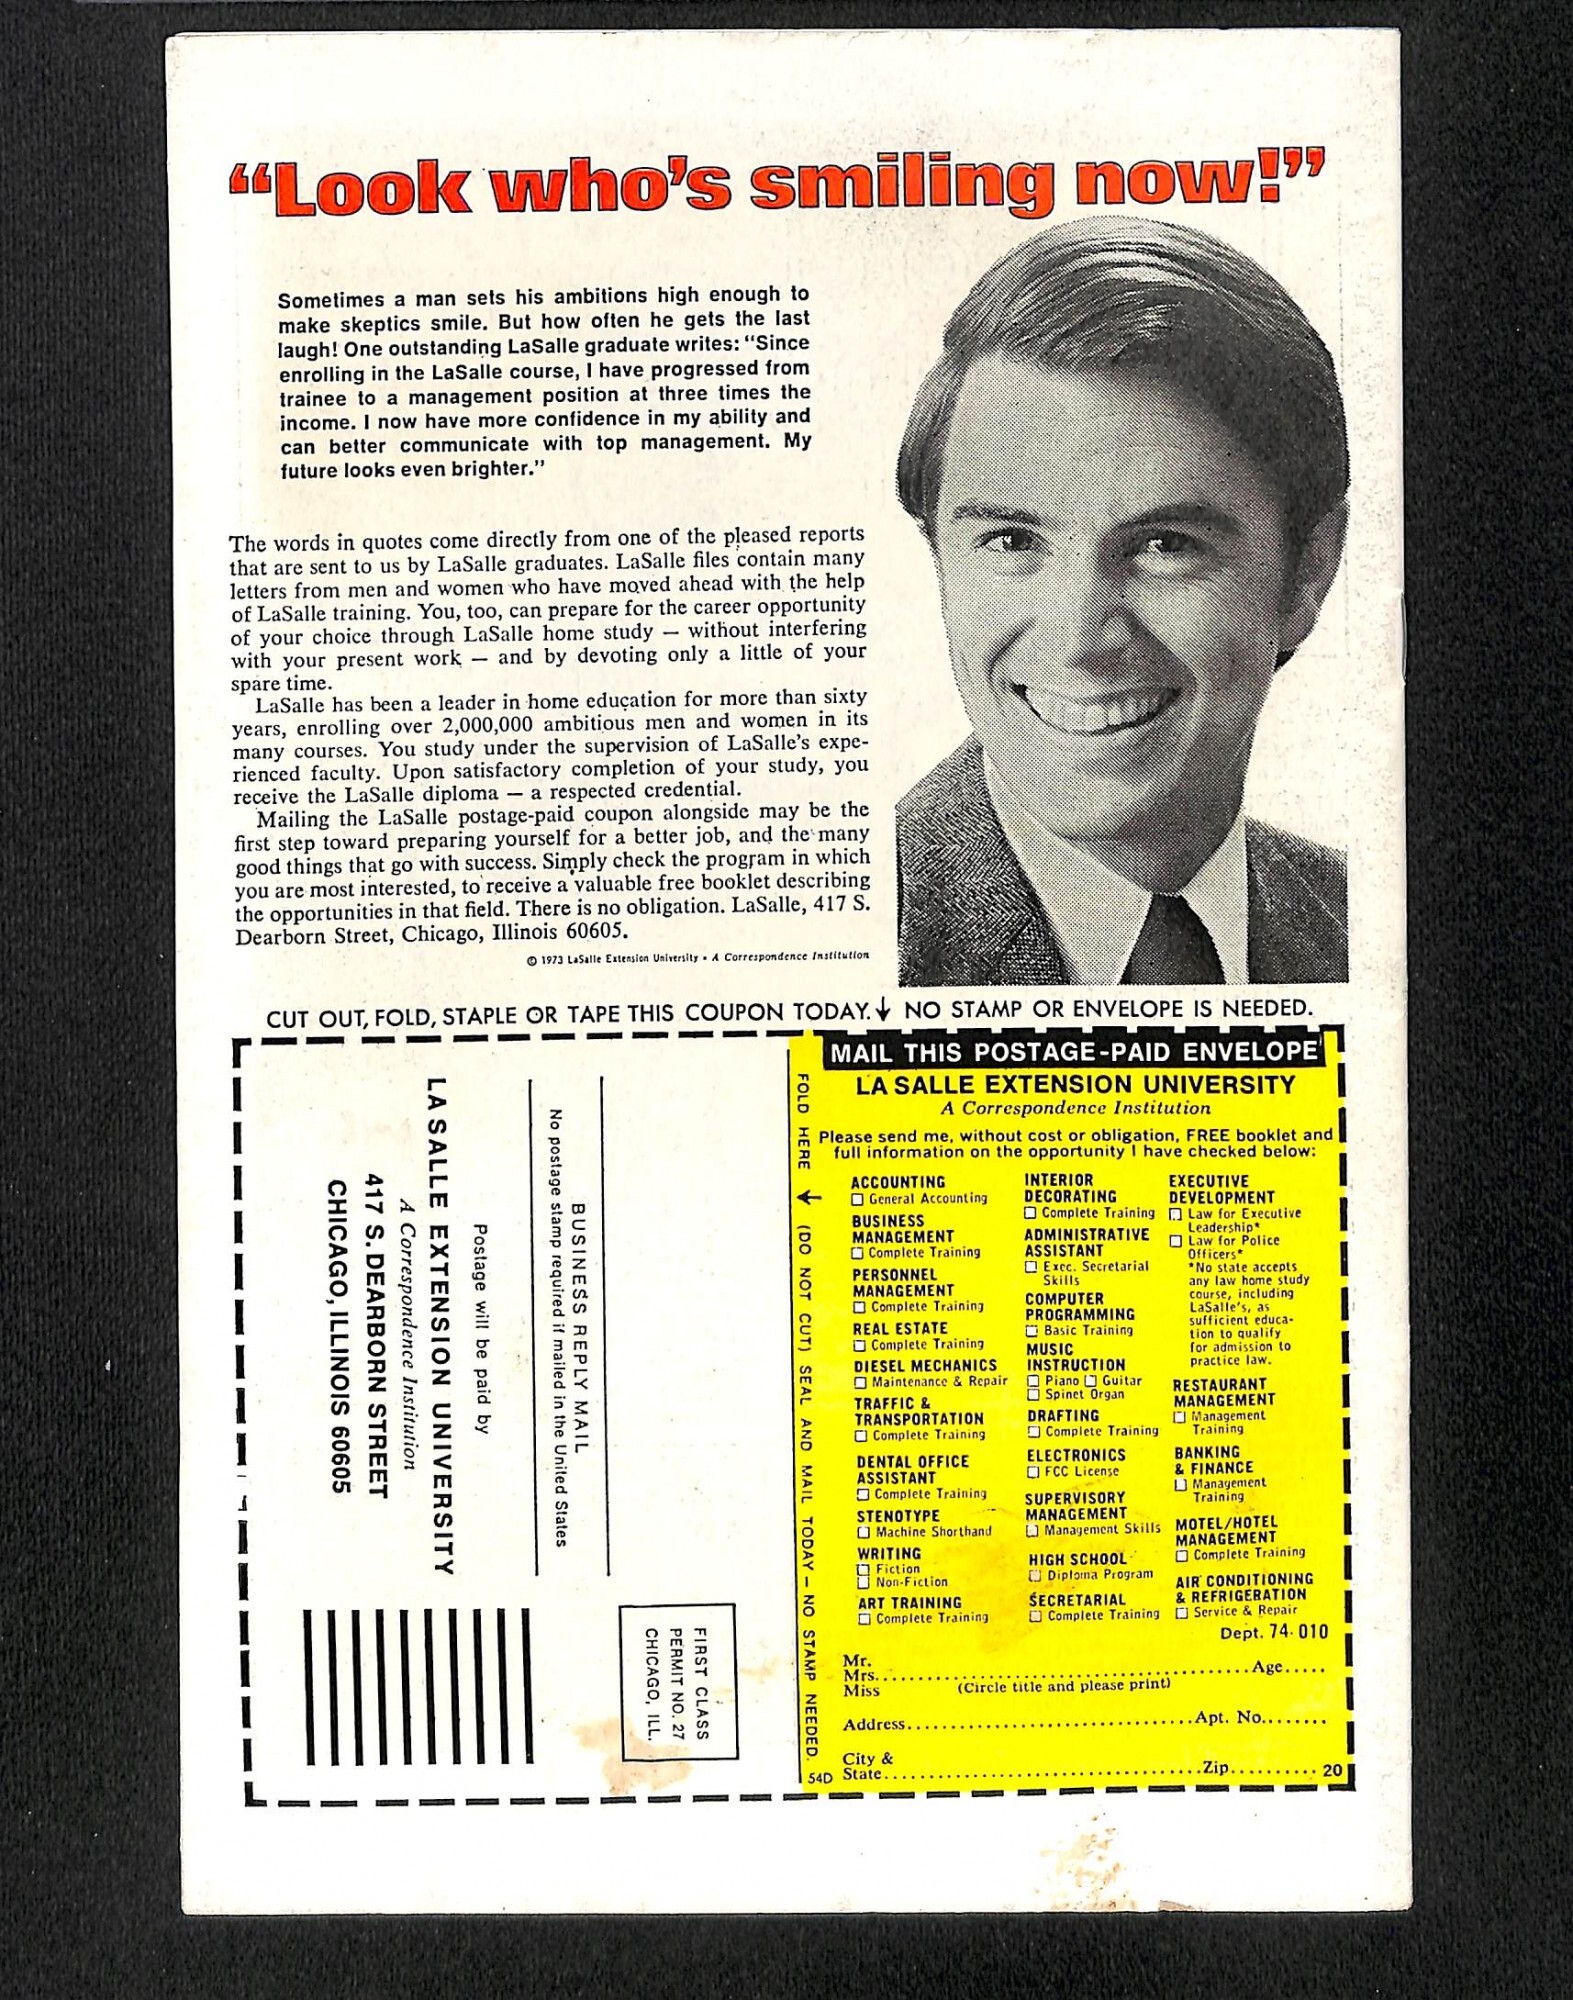 “Look who’s smiling now!”
Sometimes a man sets his ambitions high enough to
make skeptics smile. But how often he gets the last
laugh! One outstanding LaSalle graduate writes: “Since
enrolling in the LaSalle course, I have progressed from
trainee to a management position at three times the
income. I now have more confidence in my ability and
can better communicate with top management. My
future looks even brighter.”
The words in quotes come directly from one of the pleased reports
that are sent to us by LaSalle graduates. LaSalle files contain many
letters from men and women who have moved ahead with the help
of LaSalle training. You, too, can prepare for the career opportunity
of your choice through LaSalle home study — without interfering
with your present work — and by devoting only a little of your
spare time.
LaSalle has been a leader in home education for more than sixty
years, enrolling over 2,000,000 ambitious men and women in its
many courses. You study under the supervision of LaSalle’s expe-
rienced faculty. Upon satisfactory completion of your study, you
receive the LaSalle diploma — a respected credential.
Mailing the LaSalle postage-paid coupon alongside may be the
first step toward preparing yourself for a better job, and the many
good things that go with success. Simply check the program in which
you are most interested, to receive a valuable free booklet describing
the opportunities in that field. There is no obligation. LaSalle, 417 S.
Dearborn Street, Chicago, Illinois 60605.
© 1973 LaSalle Extension University • A Correspondence Institution
CUT OUT, FOLD, STAPLE OR TAPE THIS COUPON TODAY.↓ NO STAMP OR ENVELOPE IS NEEDED.
FIRST CLASS
PERMIT NO. 27
CHICAGO, ILL.
BUSINESS REPLY MAIL
No postage stamp required if mailed in the United States
Postage will be paid by
LA SALLE EXTENSION UNIVERSITY
A Correspondence Institution
417 S. DEARBORN STREET
CHICAGO, ILLINOIS 60605
FOLD HERE ← (DO NOT CUT) SEAL AND MAIL TODAY — NO STAMP NEEDED.
MAIL THIS POSTAGE-PAID ENVELOPE
LA SALLE EXTENSION UNIVERSITY
A Correspondence Institution
Please send me, without cost or obligation, FREE booklet and
full information on the opportunity I have checked below:
ACCOUNTING
☐ General Accounting
BUSINESS
MANAGEMENT
☐ Complete Training
PERSONNEL
MANAGEMENT
☐ Complete Training
REAL ESTATE
☐ Complete Training
DIESEL MECHANICS
☐ Maintenance & Repair
TRAFFIC &
TRANSPORTATION
☐ Complete Training
DENTAL OFFICE
ASSISTANT
☐ Complete Training
STENOTYPE
☐ Machine Shorthand
WRITING
☐ Fiction
☐ Non-Fiction
ART TRAINING
☐ Complete Training
INTERIOR
DECORATING
☐ Complete Training
ADMINISTRATIVE
ASSISTANT
☐ Exec. Secretarial
Skills
COMPUTER
PROGRAMMING
☐ Basic Training
MUSIC
INSTRUCTION
☐ Piano ☐ Guitar
☐ Spinet Organ
DRAFTING
☐ Complete Training
ELECTRONICS
☐ FCC License
SUPERVISORY
MANAGEMENT
☐ Management Skills
HIGH SCHOOL
☐ Diploma Program
SECRETARIAL
☐ Complete Training
EXECUTIVE
DEVELOPMENT
☐ Law for Executive
Leadership*
☐ Law for Police
Officers*
*No state accepts
any law home study
course, including
LaSalle’s, as
sufficient educa-
tion to qualify
for admission to
practice law.
RESTAURANT
MANAGEMENT
☐ Management
Training
BANKING
& FINANCE
☐ Management
Training
MOTEL/HOTEL
MANAGEMENT
☐ Complete Training
AIR CONDITIONING
& REFRIGERATION
☐ Service & Repair
Dept. 74-010
Mr.
Mrs. ........ Age.....
Miss (Circle title and please print)
Address........ Apt. No........
City &
State........ Zip.......... 20
54D